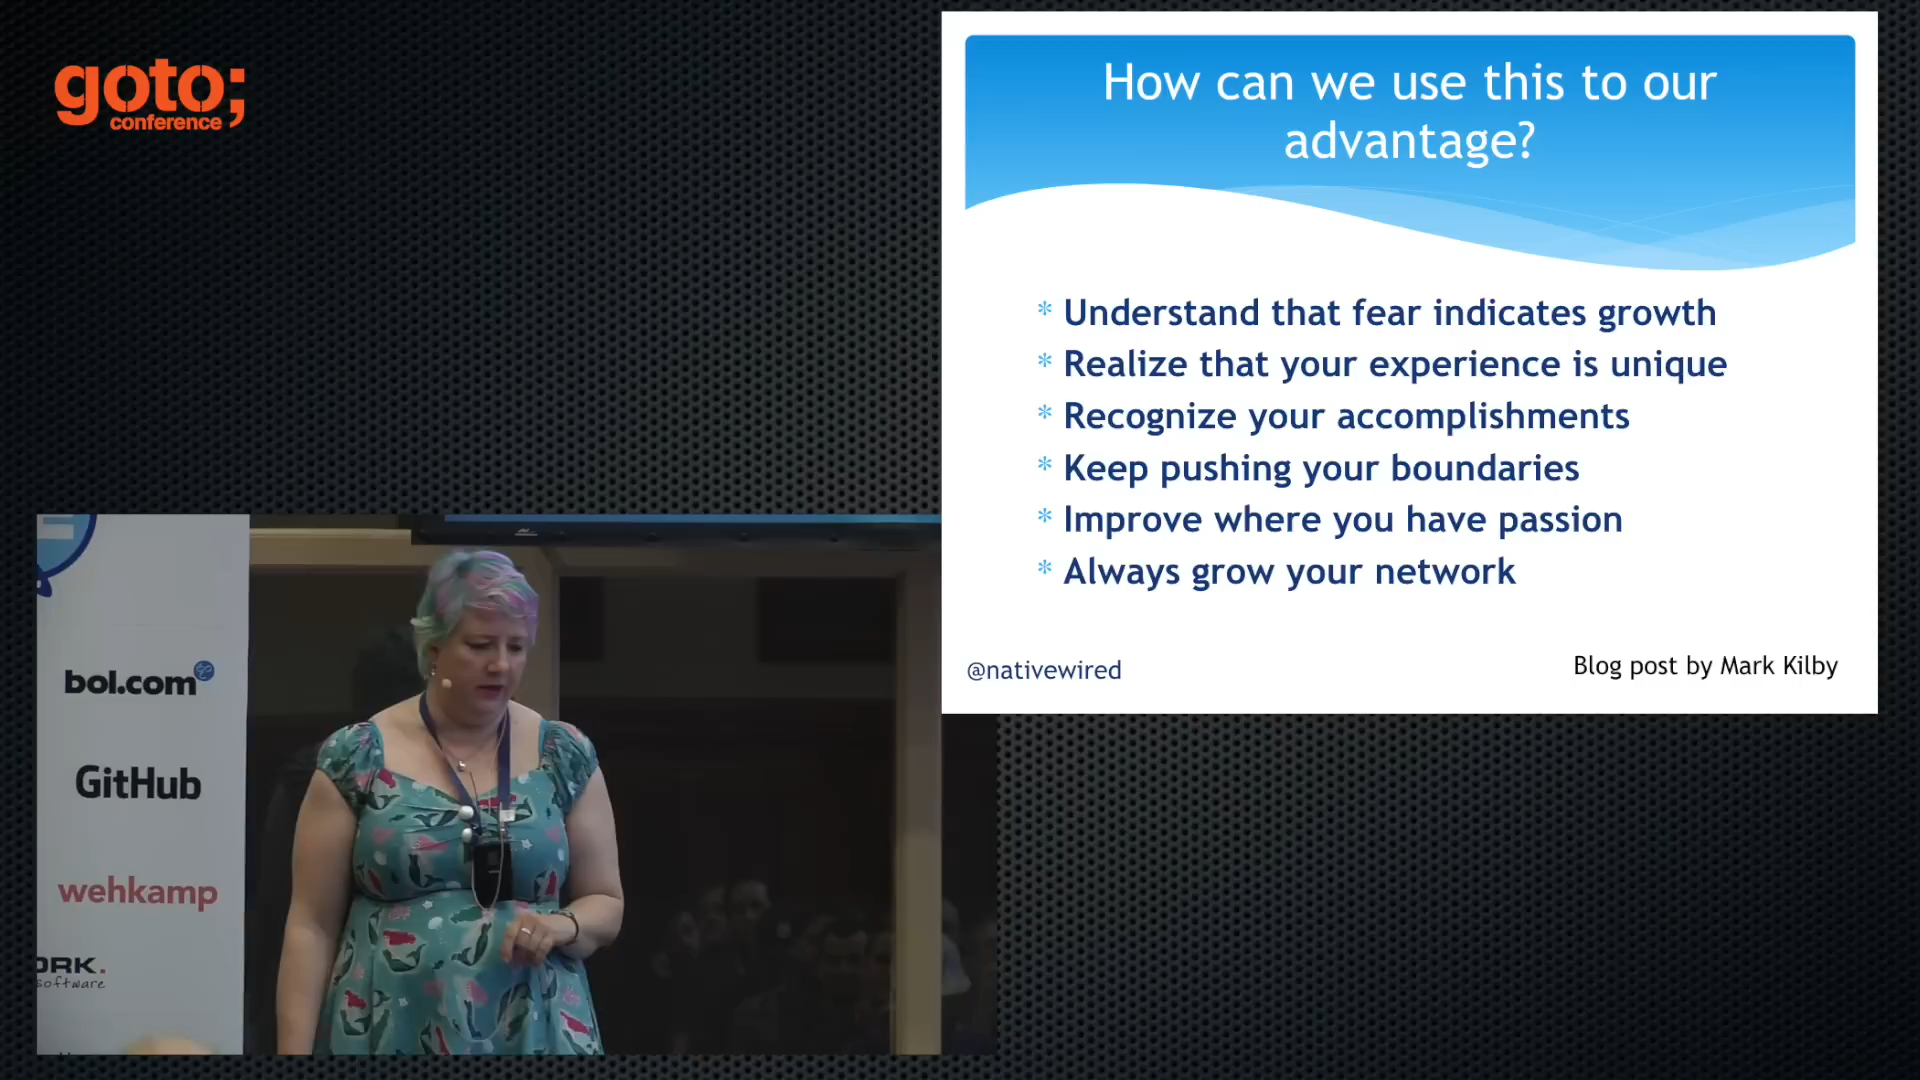 goto;
conference
How can we use this to our
advantage?
* Understand that fear indicates growth
* Realize that your experience is unique
* Recognize your accomplishments
* Keep pushing your boundaries
* Improve where you have passion
* Always grow your network
@nativewired
Blog post by Mark Kilby
bol.com
GitHub
wehkamp
ORK.
software